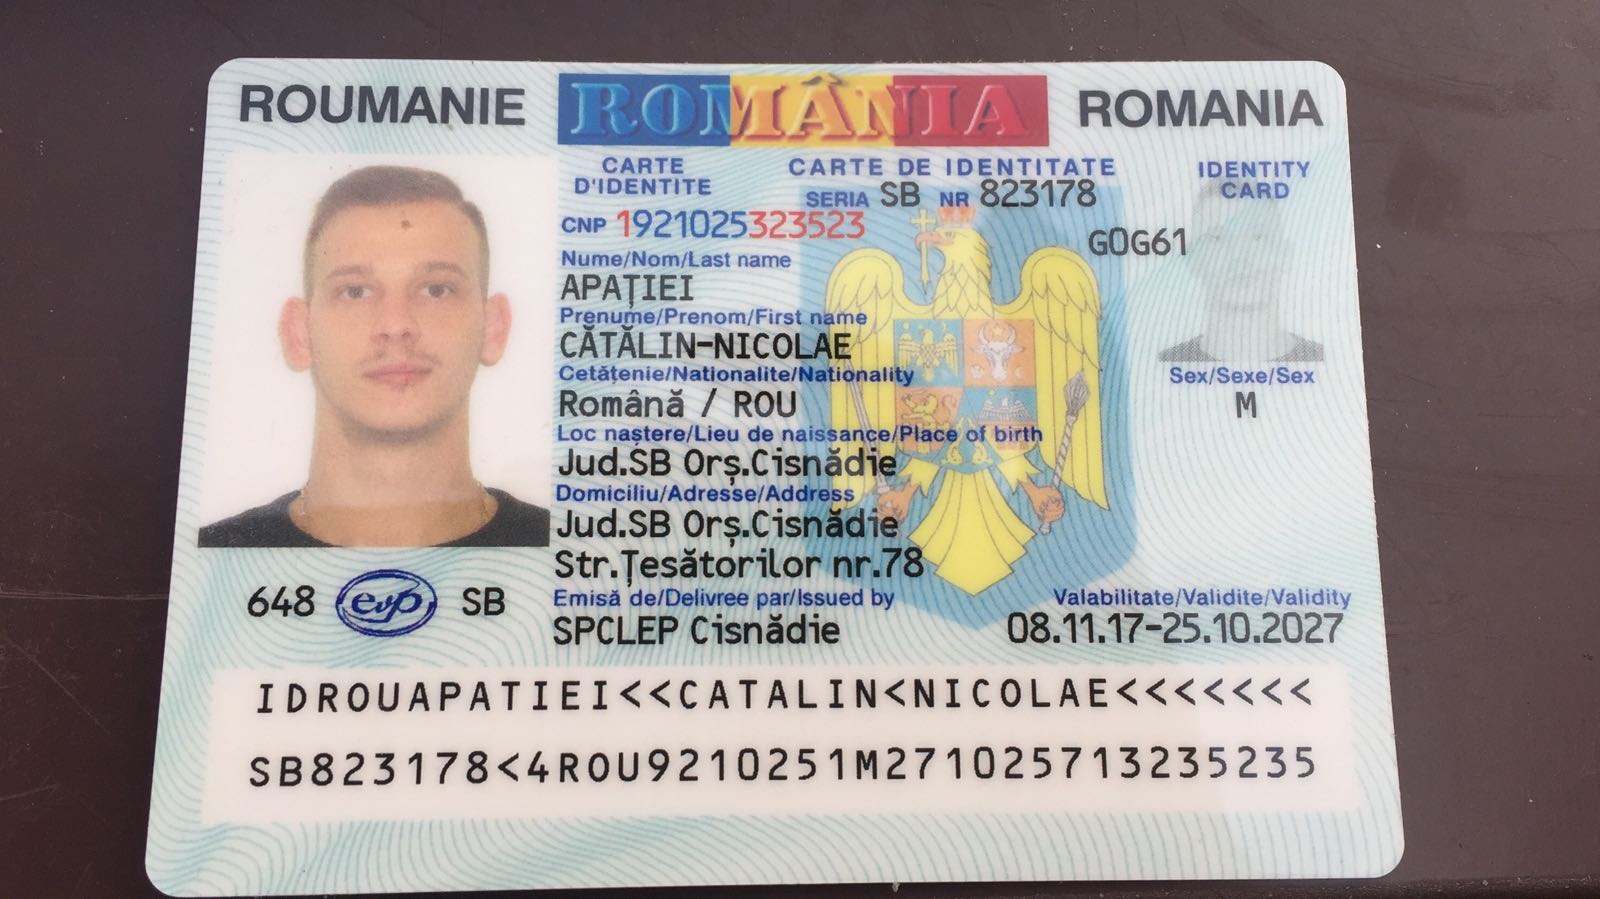 ROUMANIE ROMÂNIA ROMANIA
CARTE D'IDENTITE
CARTE DE IDENTITATE
IDENTITY CARD
SERIA SB NR 823178
CNP 1921025323523
GOG61
Nume/Nom/Last name
APAȚIEI
Prenume/Prenom/First name
CĂTĂLIN-NICOLAE
Cetățenie/Nationalite/Nationality
Română / ROU
Sex/Sexe/Sex
M
Loc naștere/Lieu de naissance/Place of birth
Jud.SB Orș.Cisnădie
Domiciliu/Adresse/Address
Jud.SB Orș.Cisnădie
Str.Țesătorilor nr.78
648 evp SB
Emisă de/Delivree par/Issued by
SPCLEP Cisnădie
Valabilitate/Validite/Validity
08.11.17-25.10.2027
IDROUAPATIEI<<CATALIN<NICOLAE<<<<<<<
SB823178<4ROU9210251M271025713235235